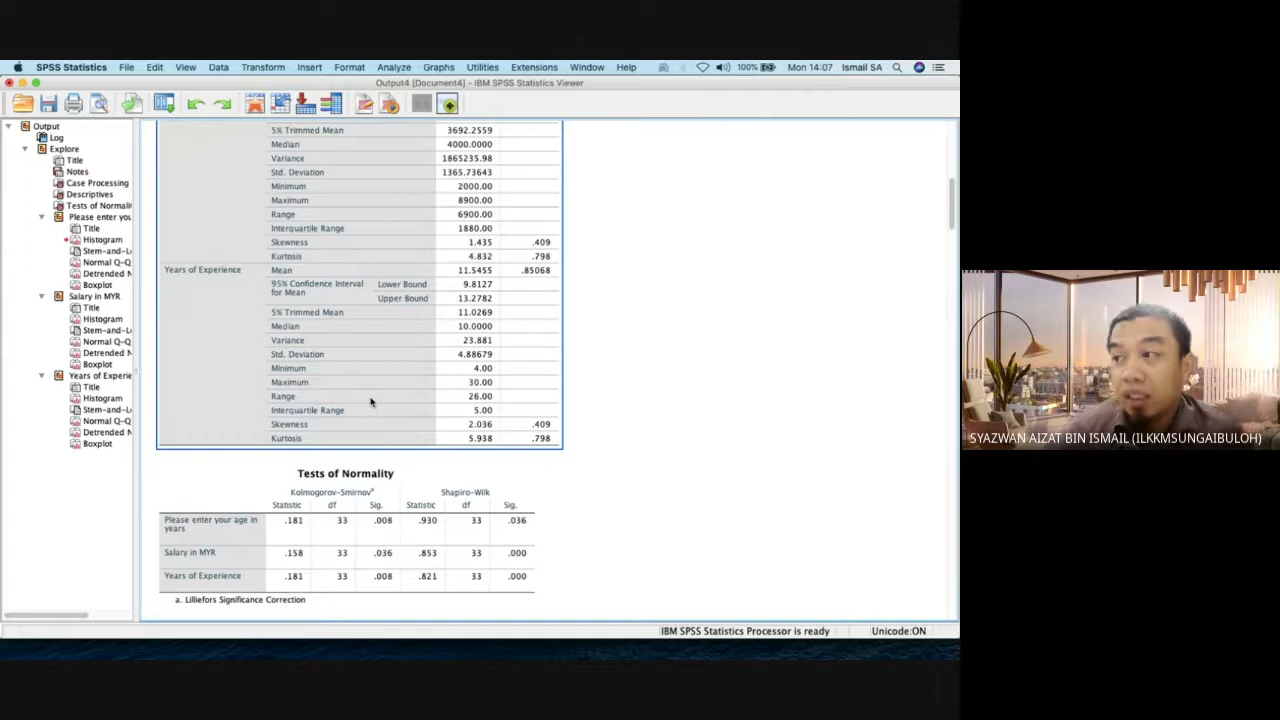 SPSS Statistics File Edit View Data Transform Insert Format Analyze Graphs Utilities Extensions Window Help 100% Mon 14:07 Ismail SA
Output4 [Document4] - IBM SPSS Statistics Viewer
Output
Log
Explore
Title
Notes
Case Processing
Descriptives
Tests of Normali
Please enter you
Title
Histogram
Stem-and-Le
Normal Q-Q
Detrended N
Boxplot
Salary in MYR
Title
Histogram
Stem-and-Le
Normal Q-Q
Detrended N
Boxplot
Years of Experie
Title
Histogram
Stem-and-Le
Normal Q-Q
Detrended N
Boxplot
5% Trimmed Mean 3692.2559
Median 4000.0000
Variance 1865235.98
Std. Deviation 1365.73643
Minimum 2000.00
Maximum 8900.00
Range 6900.00
Interquartile Range 1880.00
Skewness 1.435 .409
Kurtosis 4.832 .798
Years of Experience Mean 11.5455 .85068
95% Confidence Interval for Mean Lower Bound 9.8127
Upper Bound 13.2782
5% Trimmed Mean 11.0269
Median 10.0000
Variance 23.881
Std. Deviation 4.88679
Minimum 4.00
Maximum 30.00
Range 26.00
Interquartile Range 5.00
Skewness 2.036 .409
Kurtosis 5.938 .798
Tests of Normality
Kolmogorov-Smirnovª Shapiro-Wilk
Statistic df Sig. Statistic df Sig.
Please enter your age in years .181 33 .008 .930 33 .036
Salary in MYR .158 33 .036 .853 33 .000
Years of Experience .181 33 .008 .821 33 .000
a. Lilliefors Significance Correction
IBM SPSS Statistics Processor is ready Unicode:ON
SYAZWAN AIZAT BIN ISMAIL (ILKKMSUNGAIBULOH)